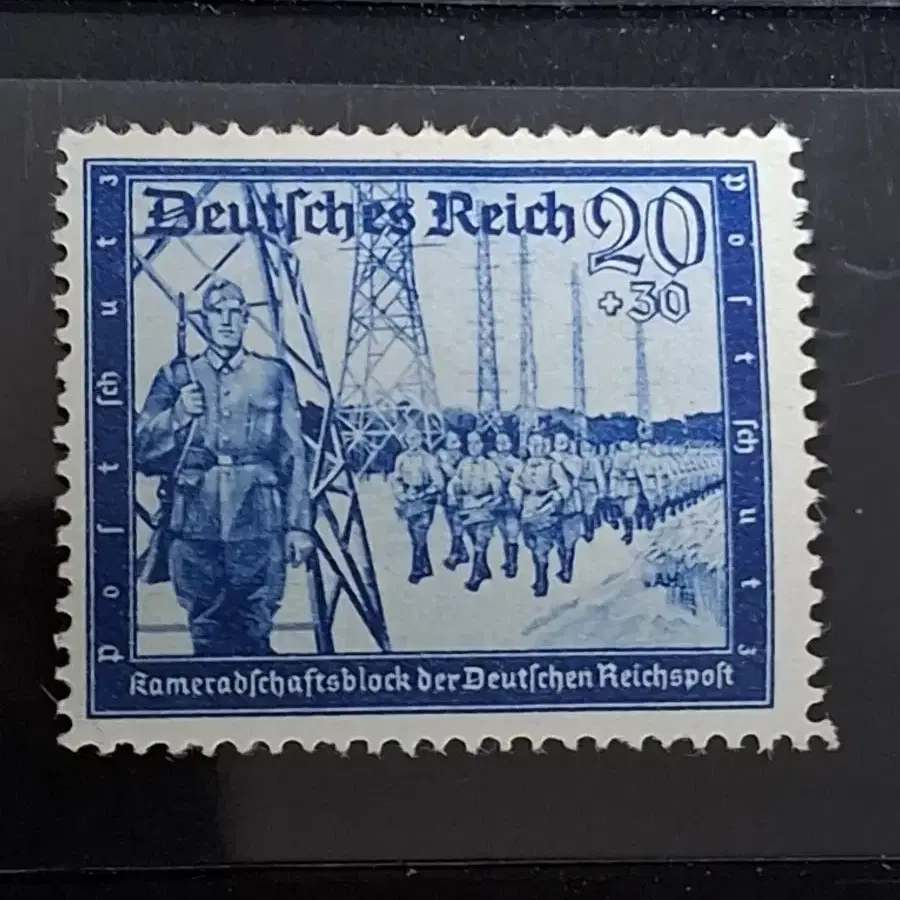 Deutſches Reich 20
+30
Poſtſchutz
Poſtſchutz
Kameradſchaftsblock der Deutſchen Reichspoſt